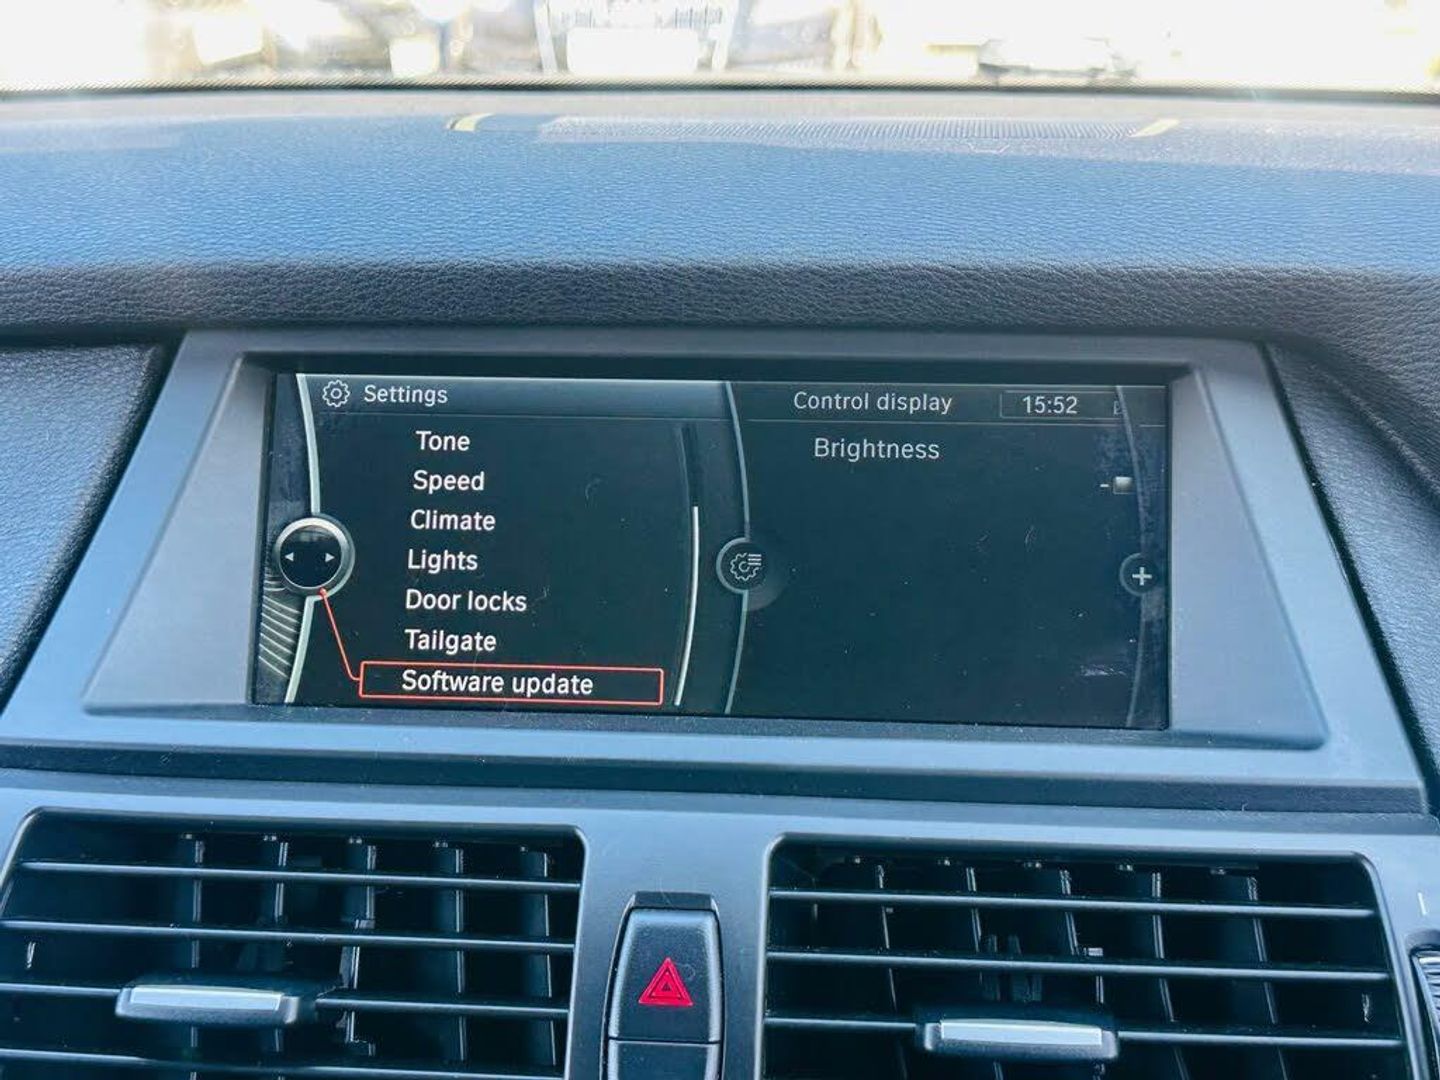 Settings
Tone
Speed
Climate
Lights
Door locks
Tailgate
Software update
Control display
15:52
Brightness